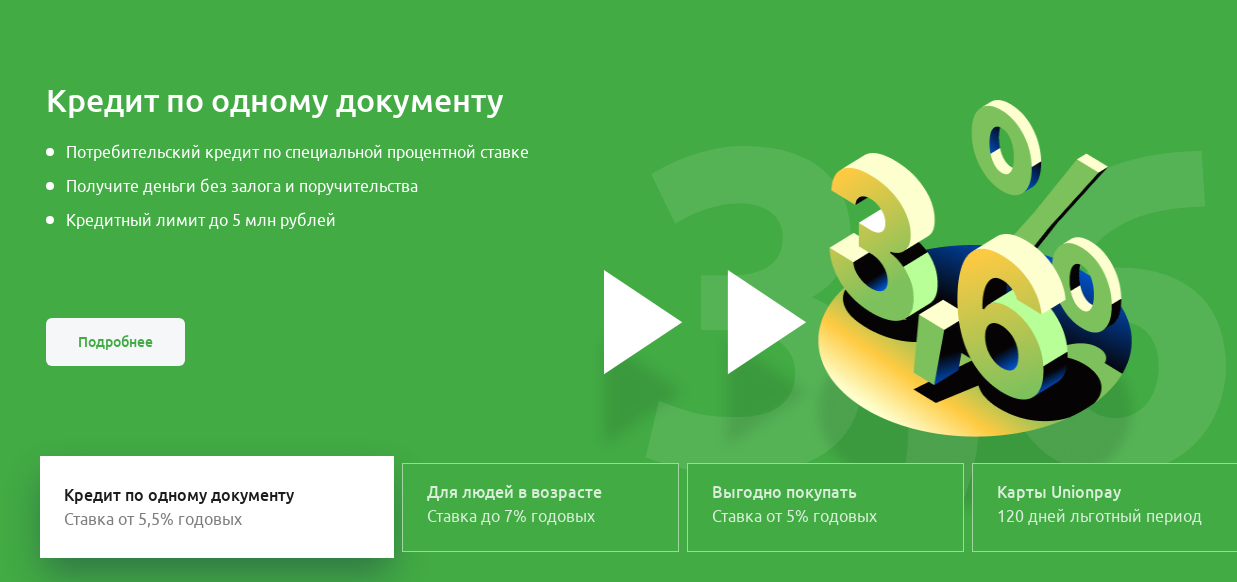 Кредит по одному документу
Потребительский кредит по специальной процентной ставке
Получите деньги без залога и поручительства
Кредитный лимит до 5 млн рублей
3,6
3,6%
Подробнее
Кредит по одному документу
Ставка от 5,5% годовых
Для людей в возрасте
Ставка до 7% годовых
Выгодно покупать
Ставка от 5% годовых
Карты Unionpay
120 дней льготный период